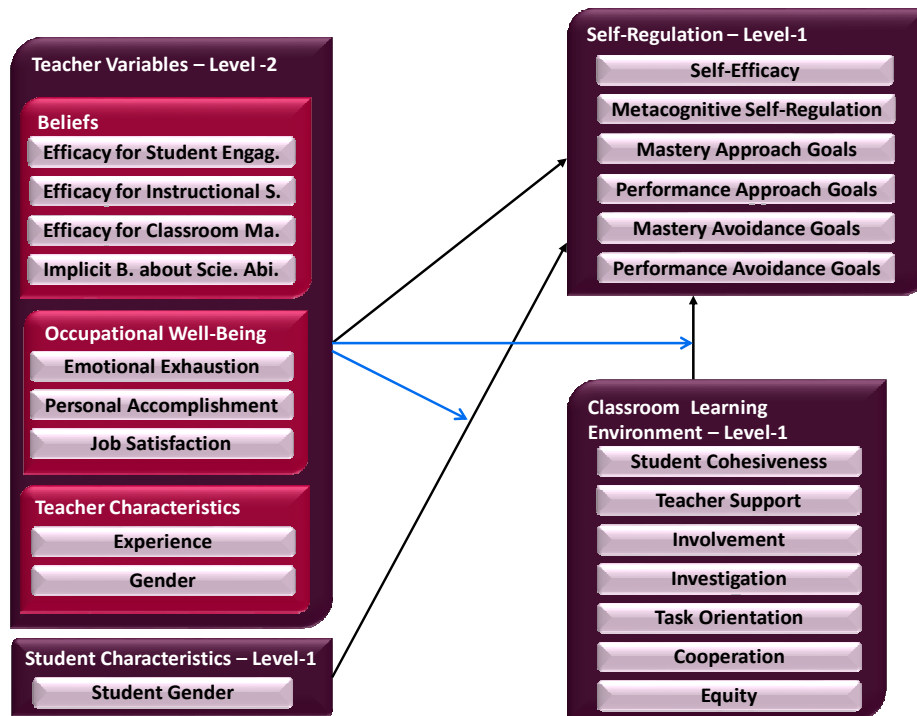 Teacher Variables – Level -2
Beliefs
Efficacy for Student Engag.
Efficacy for Instructional S.
Efficacy for Classroom Ma.
Implicit B. about Scie. Abi.
Occupational Well-Being
Emotional Exhaustion
Personal Accomplishment
Job Satisfaction
Teacher Characteristics
Experience
Gender
Student Characteristics – Level-1
Student Gender
Self-Regulation – Level-1
Self-Efficacy
Metacognitive Self-Regulation
Mastery Approach Goals
Performance Approach Goals
Mastery Avoidance Goals
Performance Avoidance Goals
Classroom Learning
Environment – Level-1
Student Cohesiveness
Teacher Support
Involvement
Investigation
Task Orientation
Cooperation
Equity